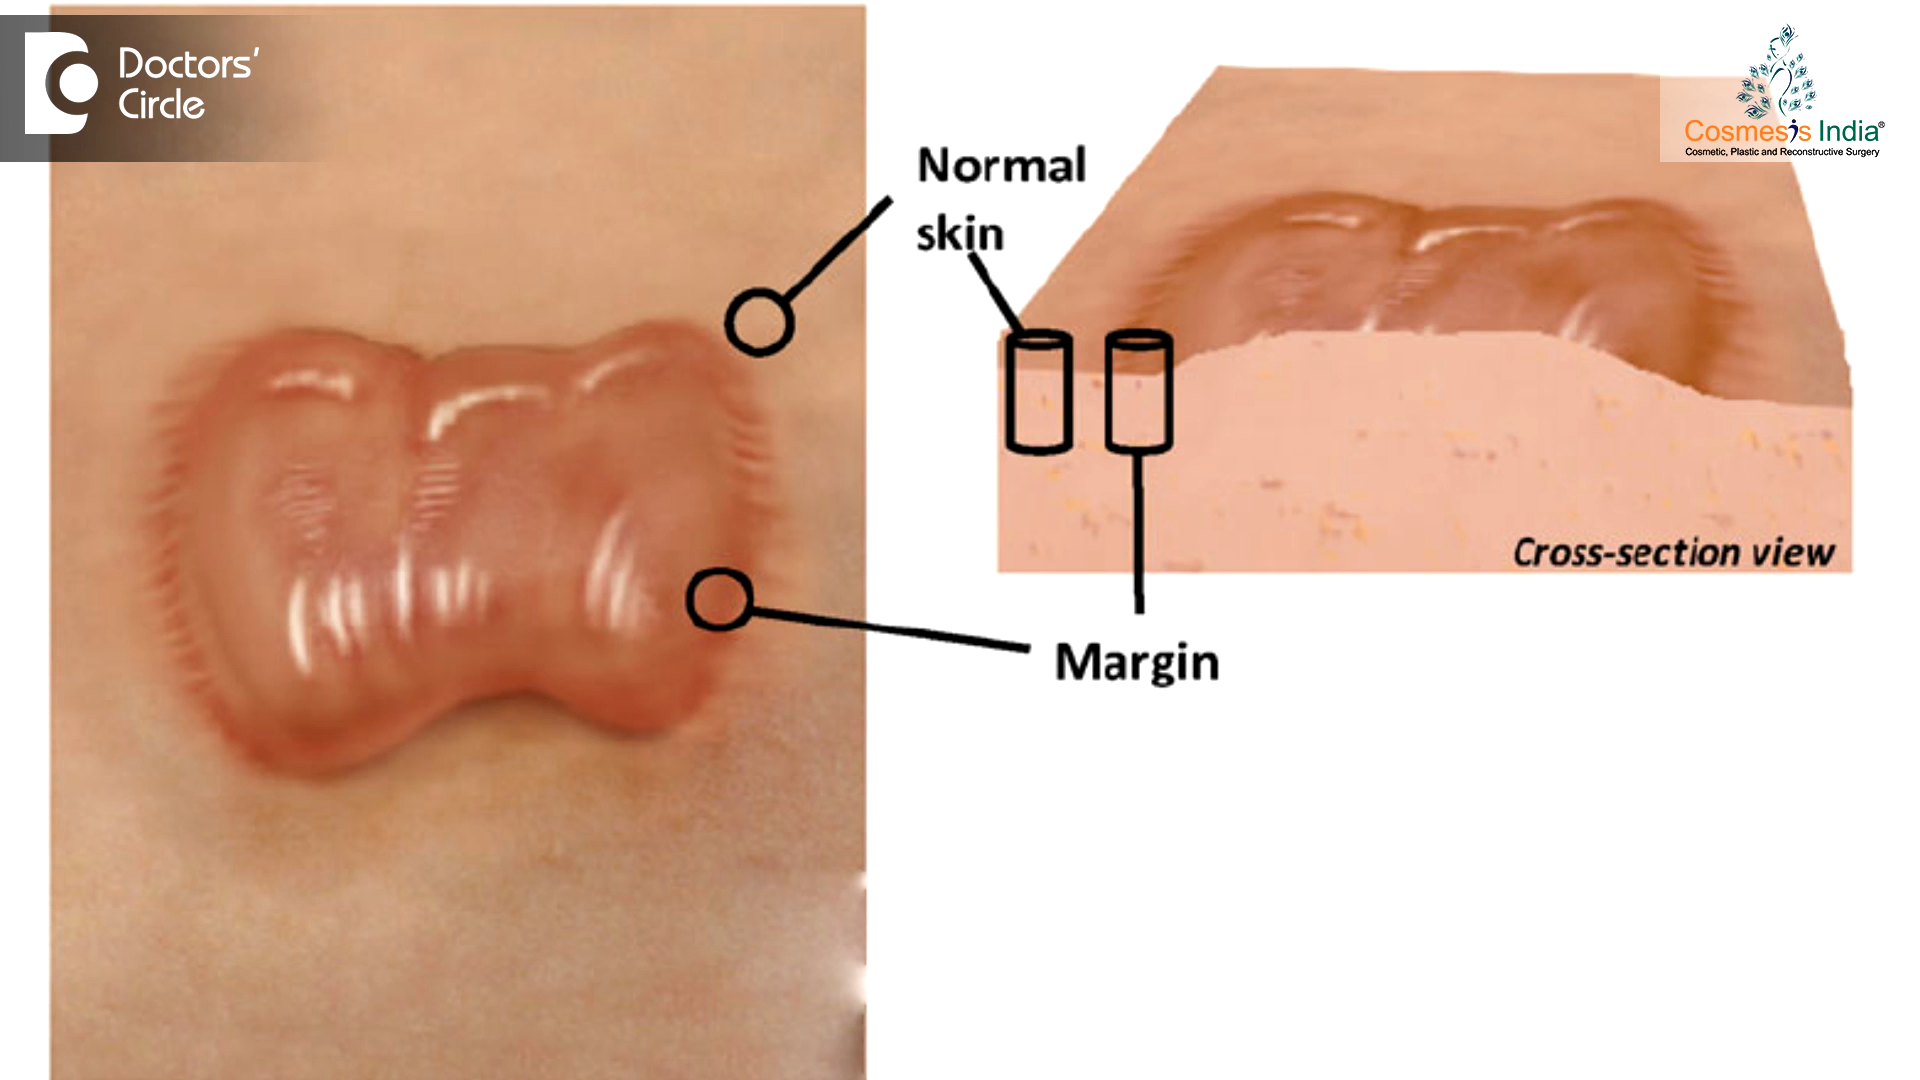 Doctors'
Circle
Cosmesis India®
Cosmetic, Plastic and Reconstructive Surgery
Normal
skin
Cross-section view
Margin